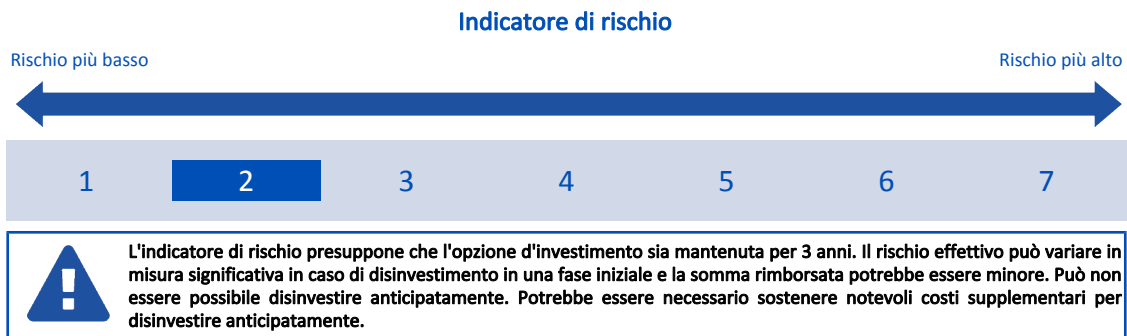 Indicatore di rischio
Rischio più basso Rischio più alto
1 2 3 4 5 6 7
L'indicatore di rischio presuppone che l'opzione d'investimento sia mantenuta per 3 anni. Il rischio effettivo può variare in
misura significativa in caso di disinvestimento in una fase iniziale e la somma rimborsata potrebbe essere minore. Può non
essere possibile disinvestire anticipatamente. Potrebbe essere necessario sostenere notevoli costi supplementari per
disinvestire anticipatamente.